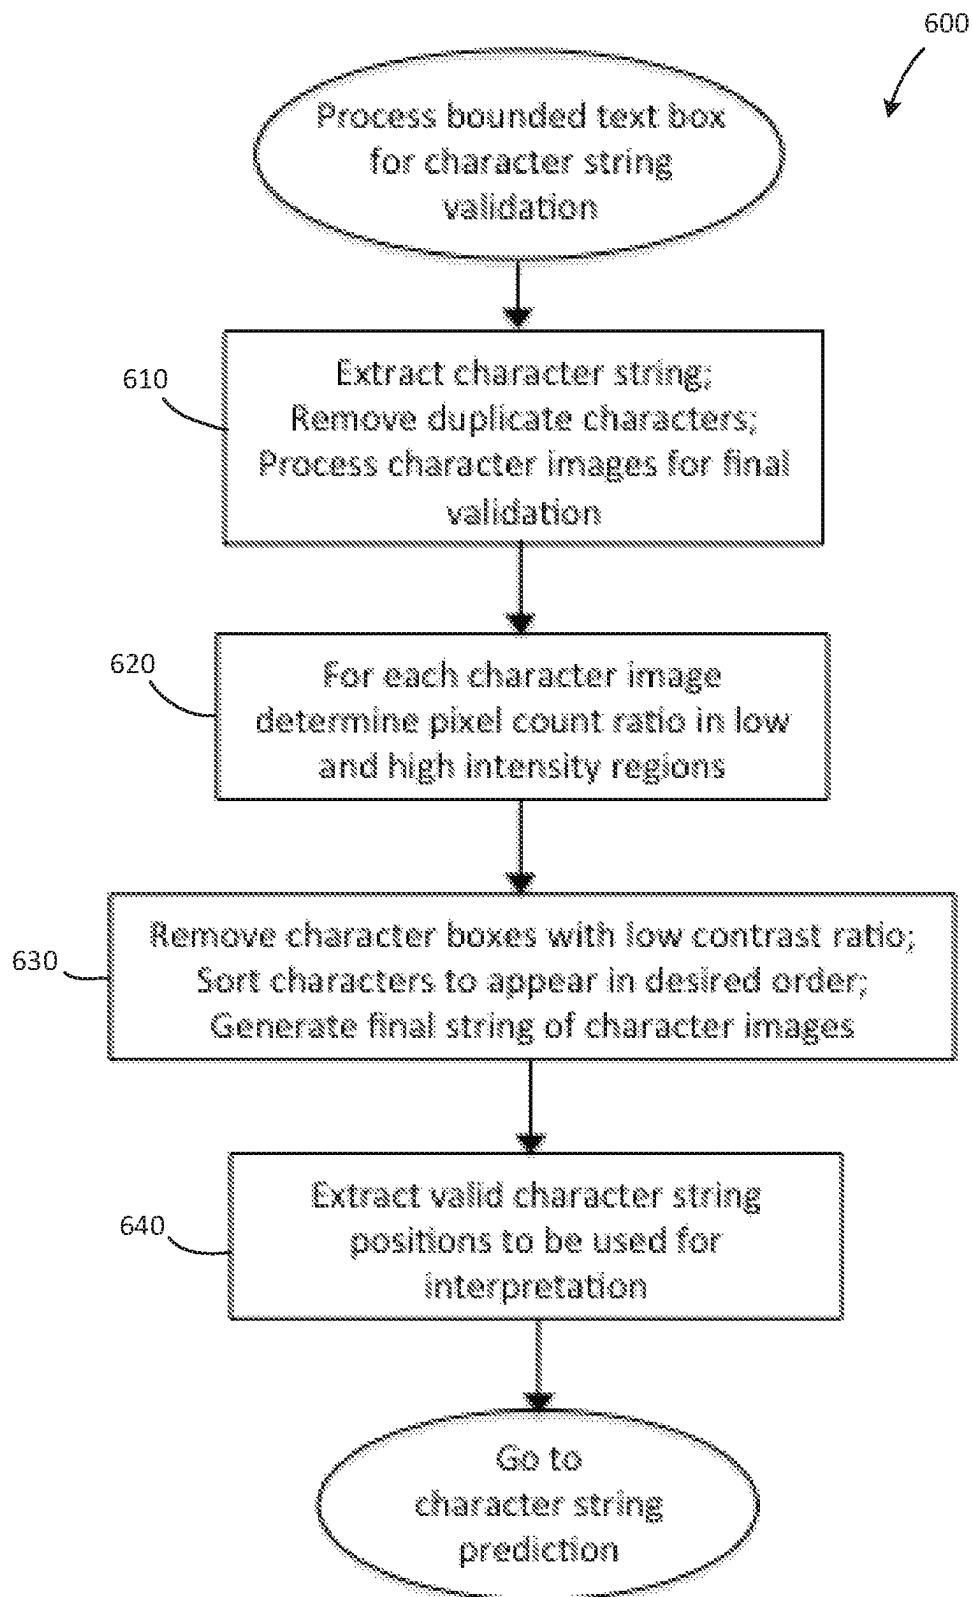 600
Process bounded text box
for character string
validation
610
Extract character string;
Remove duplicate characters;
Process character images for final
validation
620
For each character image
determine pixel count ratio in low
and high intensity regions
630
Remove character boxes with low contrast ratio;
Sort characters to appear in desired order;
Generate final string of character images
640
Extract valid character string
positions to be used for
interpretation
Go to
character string
prediction